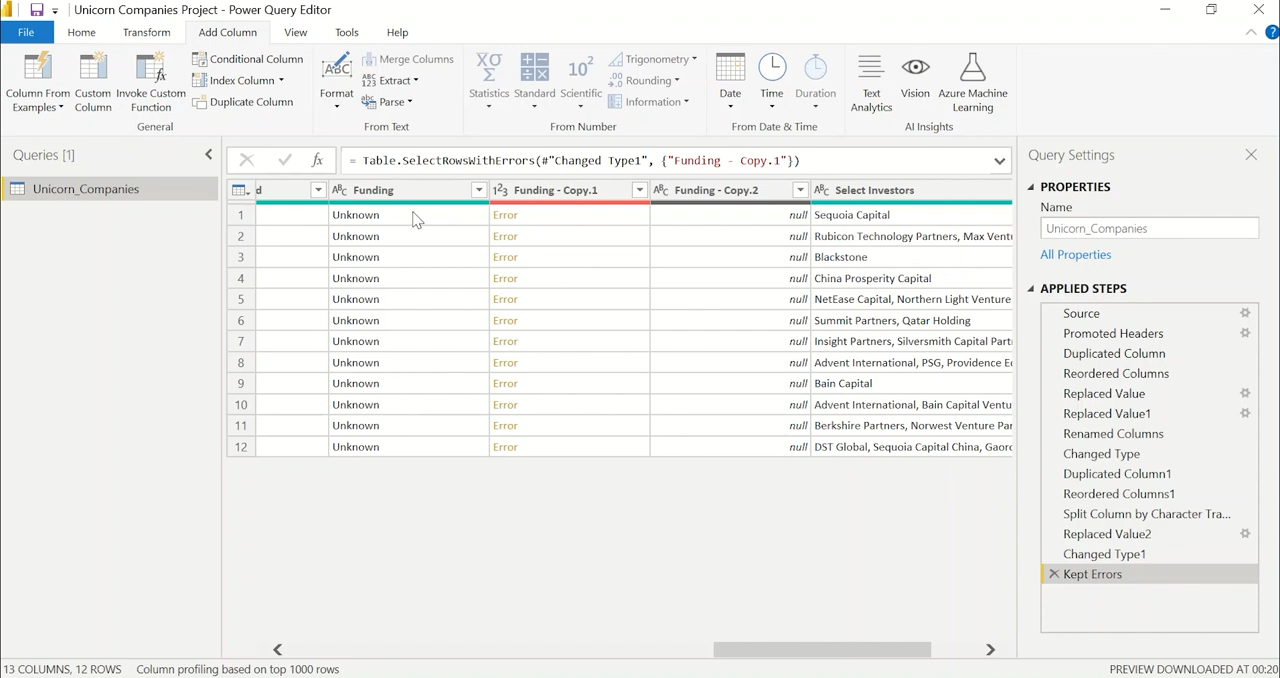 Unicorn Companies Project - Power Query Editor
File Home Transform Add Column View Tools Help
Column From Examples
Custom Column
Invoke Custom Function
Conditional Column
Index Column
Duplicate Column
General
Format
Merge Columns
Extract
Parse
From Text
Statistics
Standard
Scientific
Trigonometry
Rounding
Information
From Number
Date
Time
Duration
From Date & Time
Text Analytics
Vision
Azure Machine Learning
AI Insights
Queries [1]
Unicorn_Companies
= Table.SelectRowsWithErrors(#"Changed Type1", {"Funding - Copy.1"})
d Funding Funding - Copy.1 Funding - Copy.2 Select Investors
1 Unknown Error null Sequoia Capital
2 Unknown Error null Rubicon Technology Partners, Max Ventu
3 Unknown Error null Blackstone
4 Unknown Error null China Prosperity Capital
5 Unknown Error null NetEase Capital, Northern Light Venture
6 Unknown Error null Summit Partners, Qatar Holding
7 Unknown Error null Insight Partners, Silversmith Capital Part
8 Unknown Error null Advent International, PSG, Providence Ec
9 Unknown Error null Bain Capital
10 Unknown Error null Advent International, Bain Capital Ventu
11 Unknown Error null Berkshire Partners, Norwest Venture Par
12 Unknown Error null DST Global, Sequoia Capital China, Gaoro
Query Settings
PROPERTIES
Name
Unicorn_Companies
All Properties
APPLIED STEPS
Source
Promoted Headers
Duplicated Column
Reordered Columns
Replaced Value
Replaced Value1
Renamed Columns
Changed Type
Duplicated Column1
Reordered Columns1
Split Column by Character Tra...
Replaced Value2
Changed Type1
Kept Errors
13 COLUMNS, 12 ROWS Column profiling based on top 1000 rows PREVIEW DOWNLOADED AT 00:20